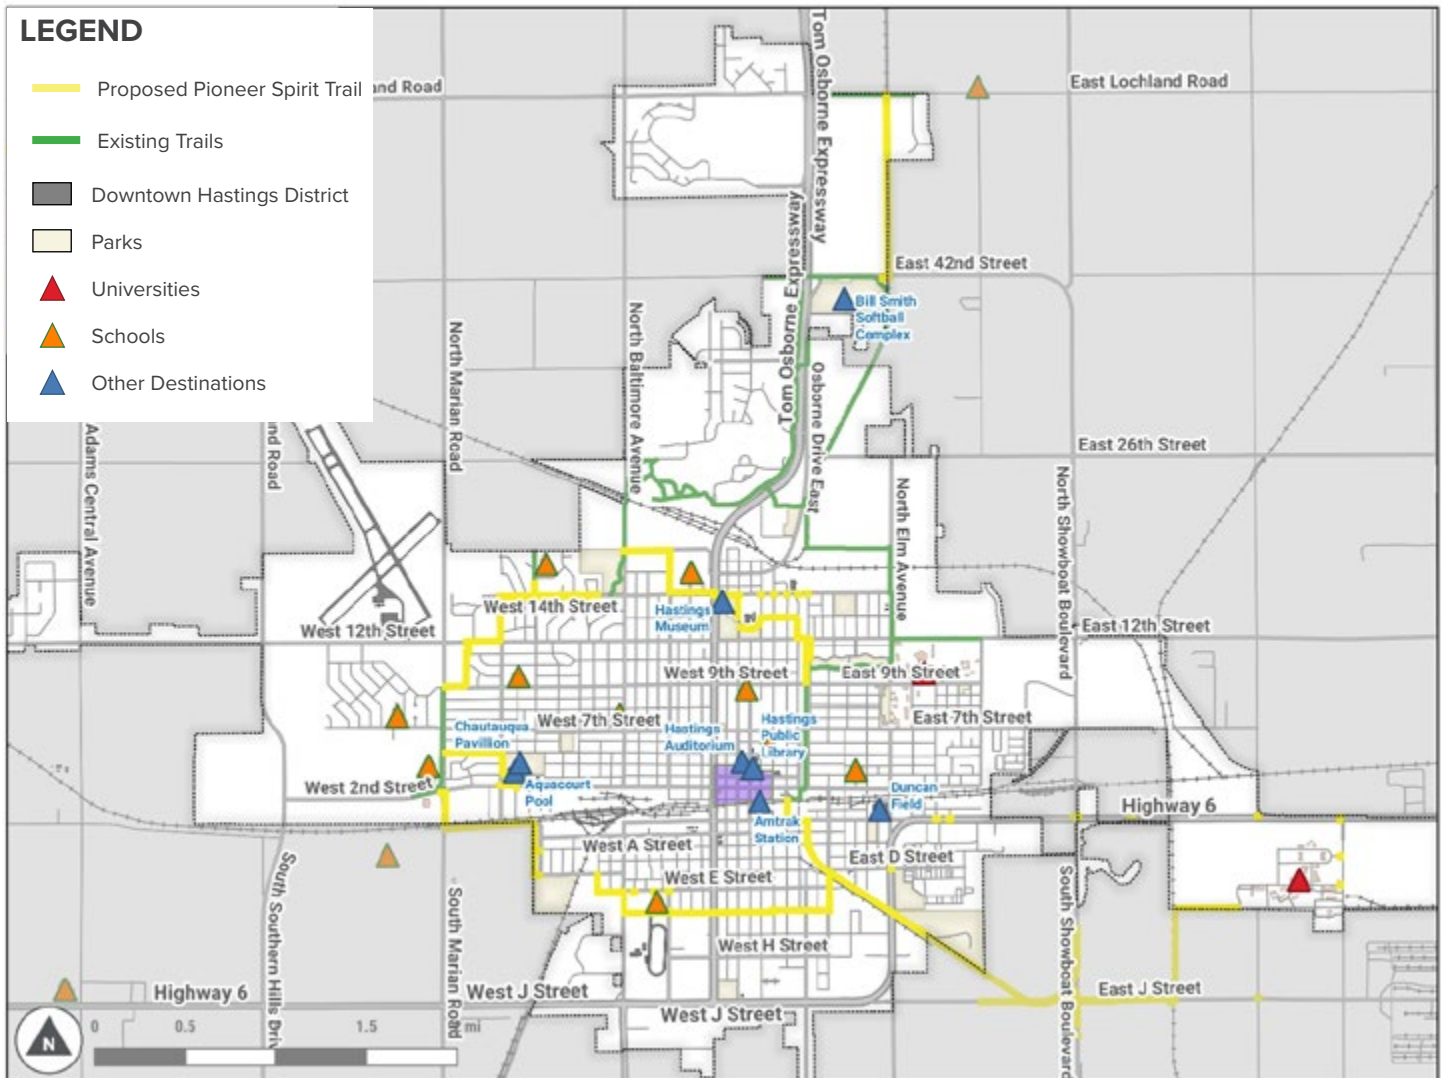 LEGEND
Proposed Pioneer Spirit Trail
Existing Trails
Downtown Hastings District
Parks
Universities
Schools
Other Destinations
and Road
East Lochland Road
Tom Osborne Expressway
Tom Osborne Expressway
East 42nd Street
Bill Smith
Softball
Complex
North Marian Road
North Baltimore Avenue
Osborne Drive East
East 26th Street
Adams Central Avenue
nd Road
North Elm Avenue
North Showboat Boulevard
West 14th Street
Hastings
Museum
West 12th Street
East 12th Street
West 9th Street
East 9th Street
West 7th Street
East 7th Street
Chautauqua
Pavillion
Hastings
Auditorium
Hastings
Public
Library
West 2nd Street
Aquacourt
Pool
Duncan
Field
Highway 6
Amtrak
Station
West A Street
East D Street
West E Street
South Southern Hills Driv
South Marian Road
South Showboat Boulevard
West H Street
Highway 6
West J Street
East J Street
West J Street
N
0
0.5
1.5
mi